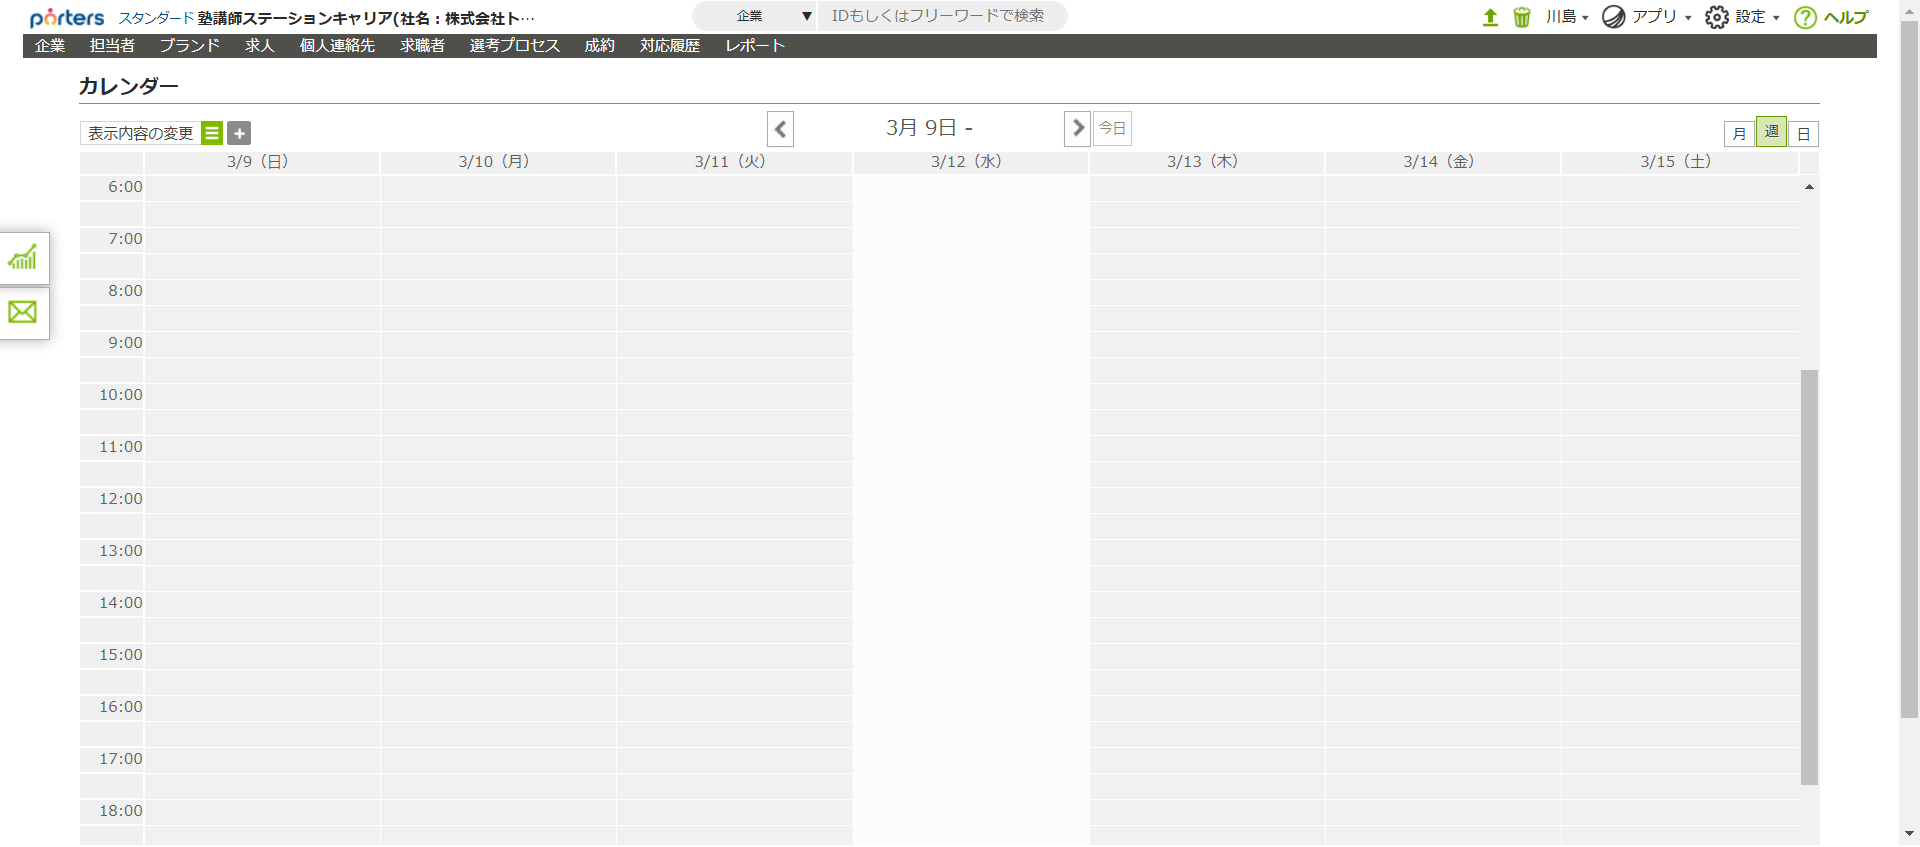 porters スタンダード 塾講師ステーションキャリア(社名：株式会社ト… 企業 ▼ IDもしくはフリーワードで検索 川島 アプリ 設定 ? ヘルプ
企業 担当者 ブランド 求人 個人連絡先 求職者 選考プロセス 成約 対応履歴 レポート
カレンダー
表示内容の変更 + 3月 9日 - 今日 月 週 日
3/9（日） 3/10（月） 3/11（火） 3/12（水） 3/13（木） 3/14（金） 3/15（土）
6:00
7:00
8:00
9:00
10:00
11:00
12:00
13:00
14:00
15:00
16:00
17:00
18:00